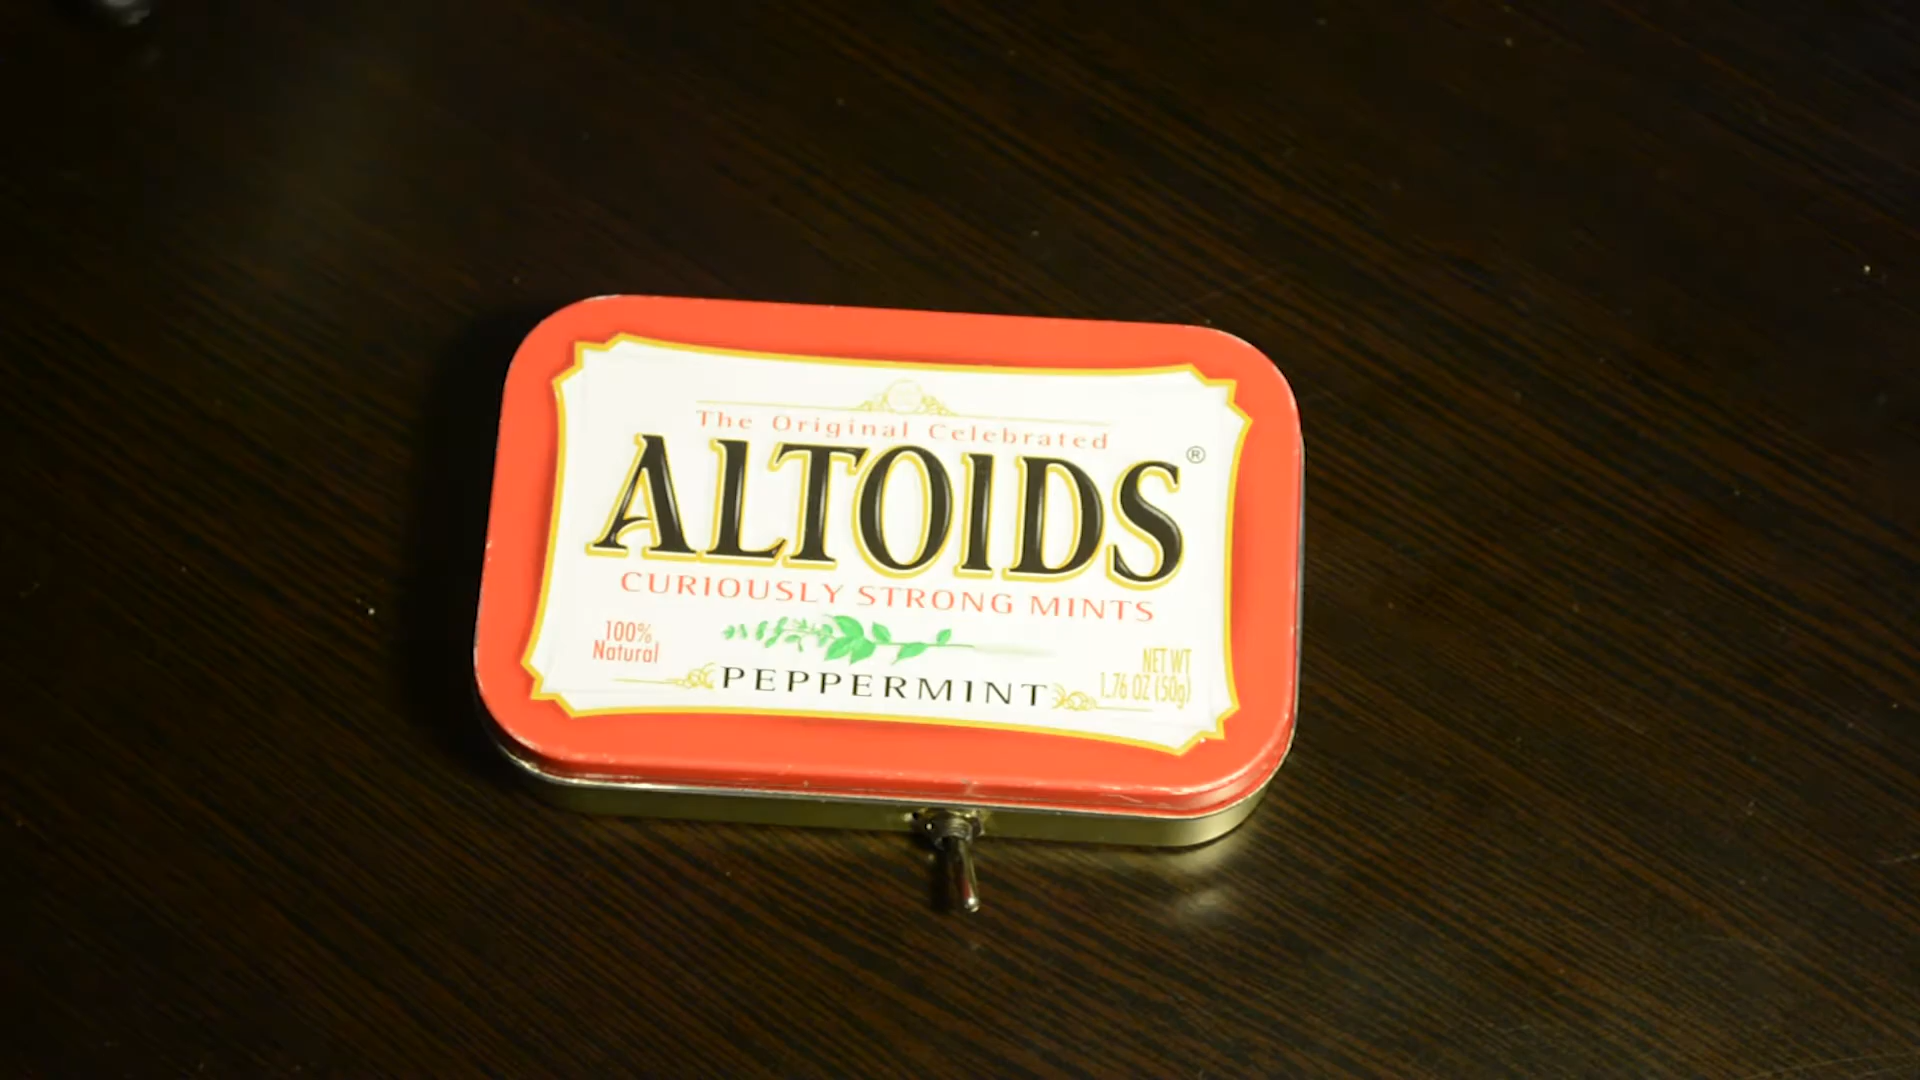 The Original Celebrated
ALTOIDS®
CURIOUSLY STRONG MINTS
100%
Natural
PEPPERMINT
NET WT
1.76 OZ (50g)